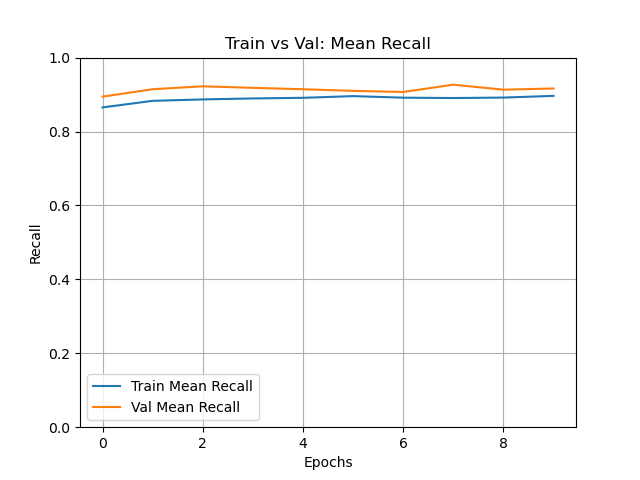 Train vs Val: Mean Recall
1.0
0.8
0.6
0.4
0.2
0.0
Recall
Train Mean Recall
Val Mean Recall
0 2 4 6 8
Epochs